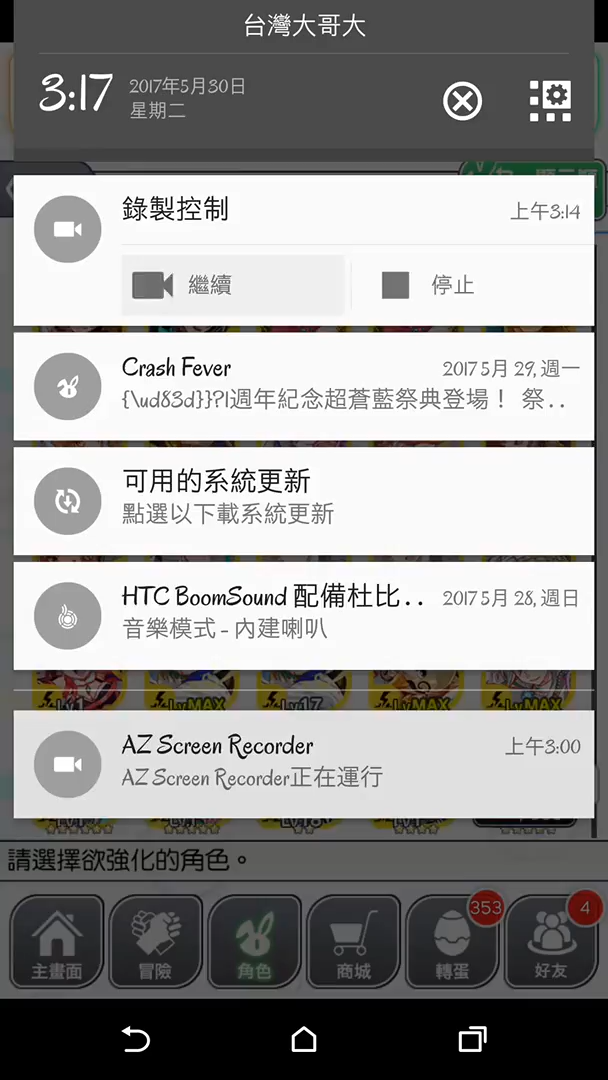 台灣大哥大
3:17
2017年5月30日
星期二
錄製控制
上午3:14
繼續
停止
Crash Fever
2017 5月 29, 週一
{\ud83d}}?1週年紀念超蒼藍祭典登場！ 祭..
可用的系統更新
點選以下載系統更新
HTC BoomSound 配備杜比..
2017 5月 28, 週日
音樂模式 - 內建喇叭
Lv1 LvMAX Lv17 LvMAX LvMAX
AZ Screen Recorder
上午3:00
AZ Screen Recorder正在運行
請選擇欲強化的角色。
353
4
主畫面 冒險 角色 商城 轉蛋 好友